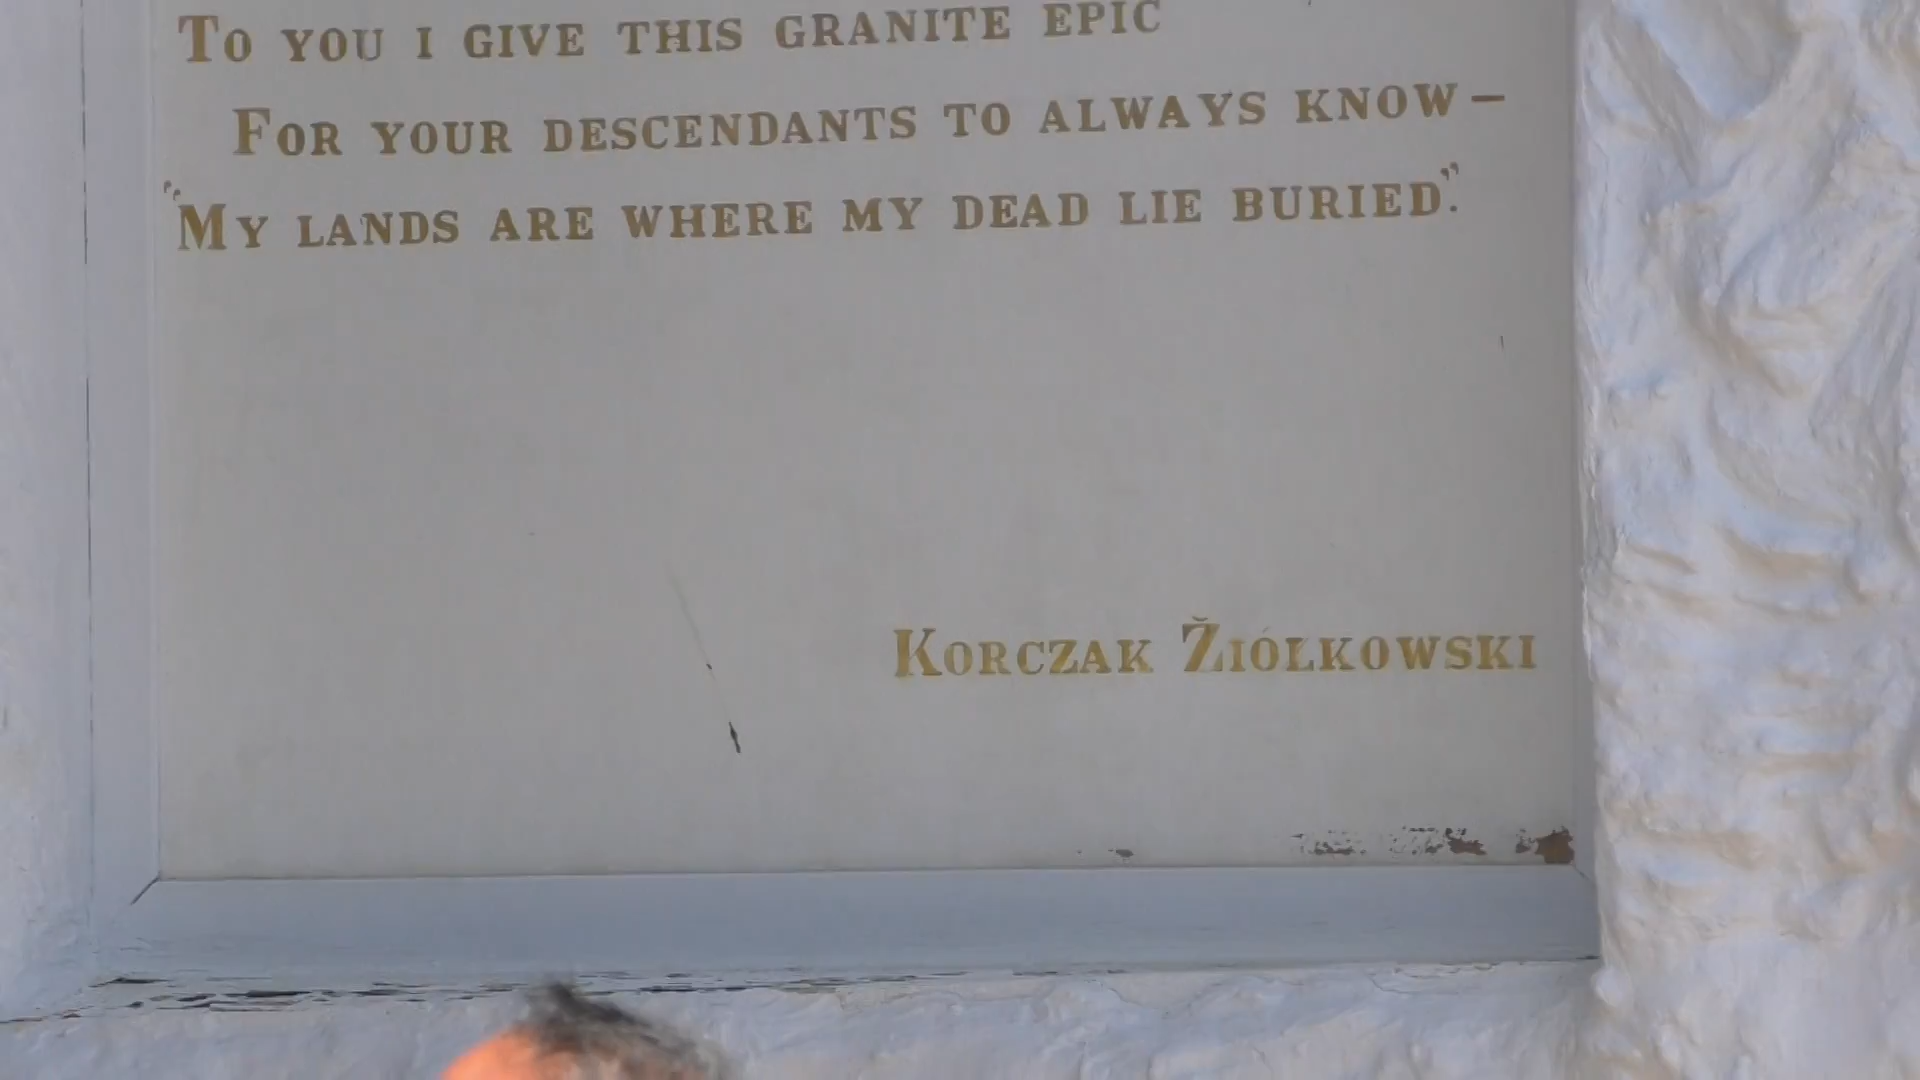 To you I give this granite epic
For your descendants to always know—
"My lands are where my dead lie buried."
Korczak Žiółkowski